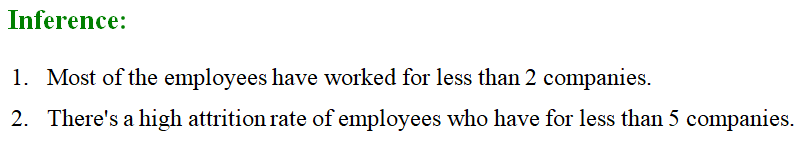 Inference:
1. Most of the employees have worked for less than 2 companies.
2. There's a high attrition rate of employees who have for less than 5 companies.